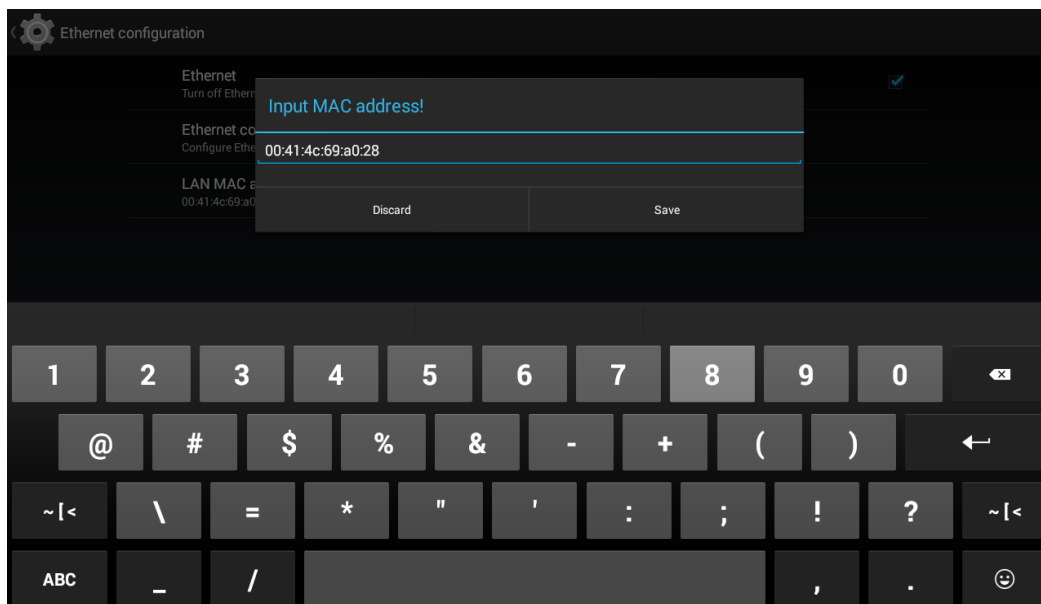 Ethernet configuration
Ethernet
Turn off Ethern
Input MAC address!
Ethernet co
Configure Ethe
00:41:4c:69:a0:28
LAN MAC a
00:41:4c:69:a0
Discard Save
1 2 3 4 5 6 7 8 9 0
@ # $ % & - + ( )
~ [ < \ = * " ' : ; ! ? ~ [ <
ABC _ / , .